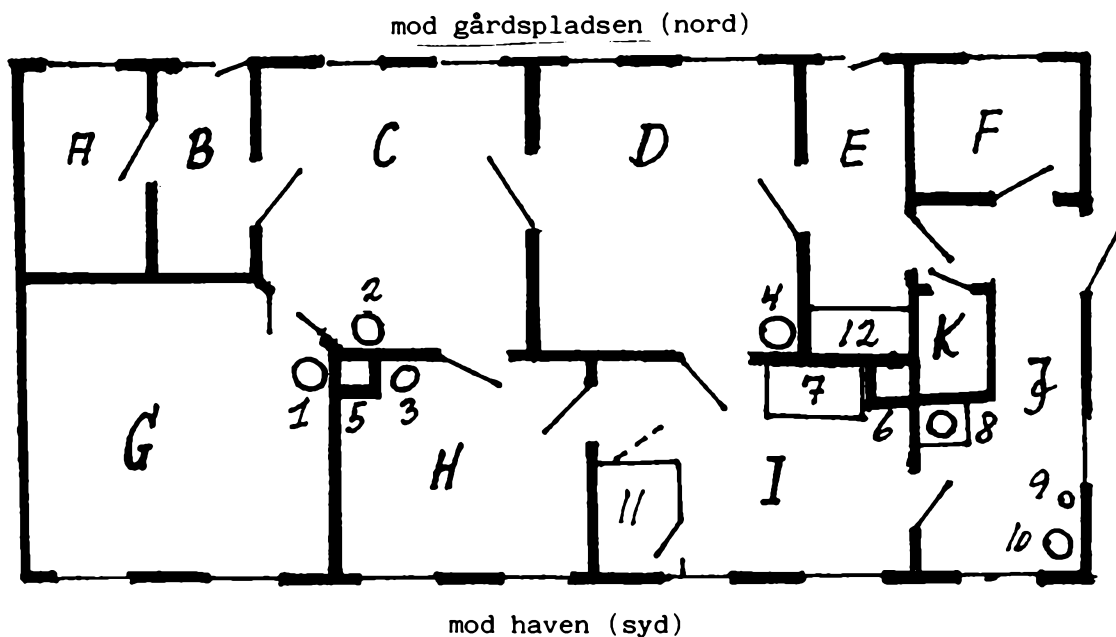 mod gårdspladsen (nord)
A B C D E F
2 4 12 K
1 5 3 7 6 8 J
G H 11 I 9
10
mod haven (syd)